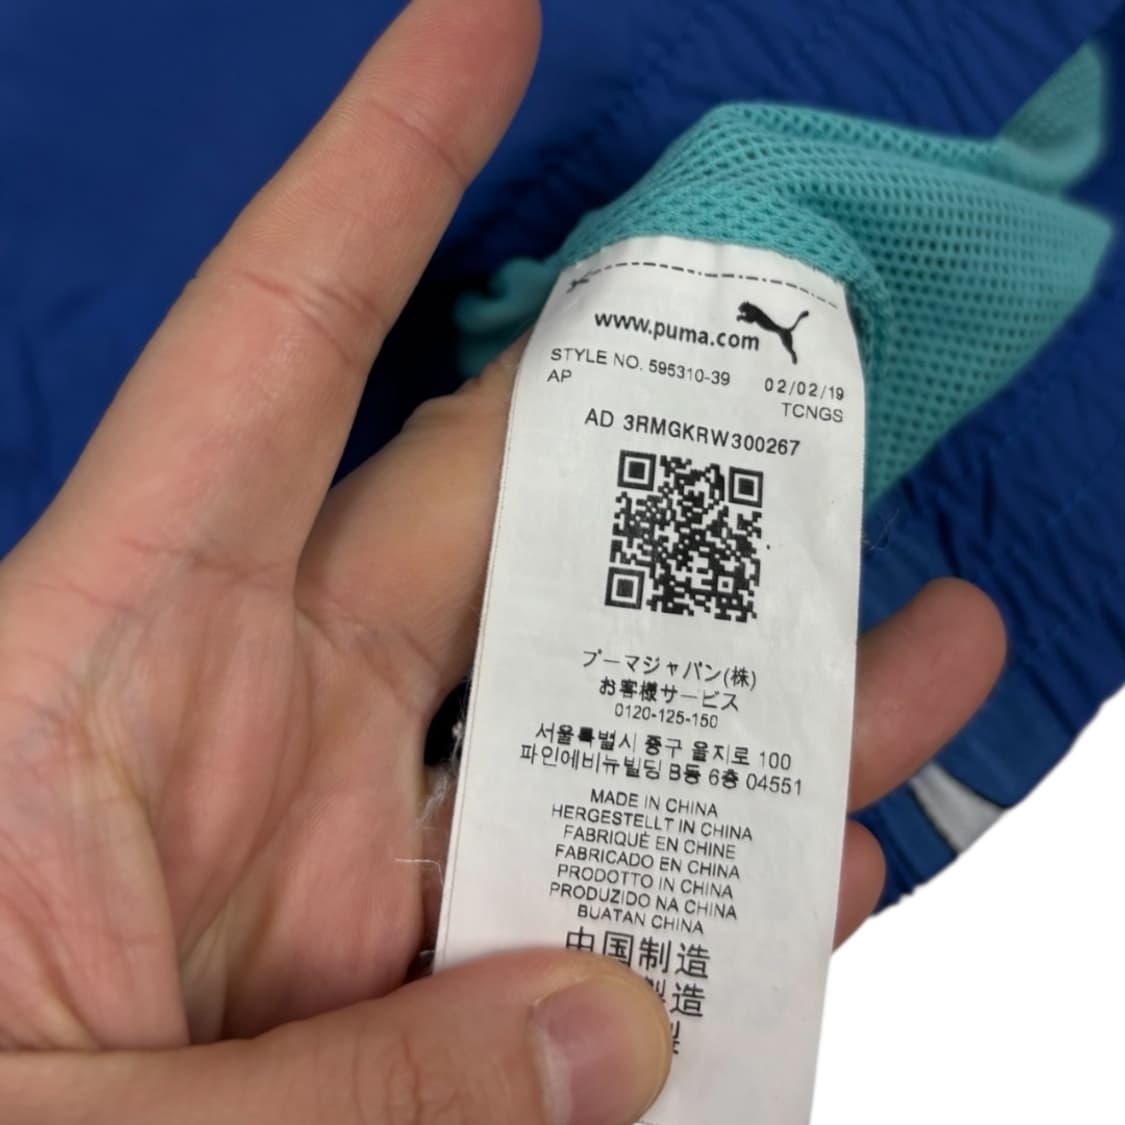 www.puma.com
STYLE NO. 595310-39 02/02/19
AP TCNGS
AD 3RMGKRW300267
プーマジャパン(株)
お客様サービス
0120-125-150
서울특별시 중구 을지로 100
파인에비뉴빌딩 B동 6층 04551
MADE IN CHINA
HERGESTELLT IN CHINA
FABRIQUÉ EN CHINE
FABRICADO EN CHINA
PRODOTTO IN CHINA
PRODUZIDO NA CHINA
BUATAN CHINA
中国制造
製造
製